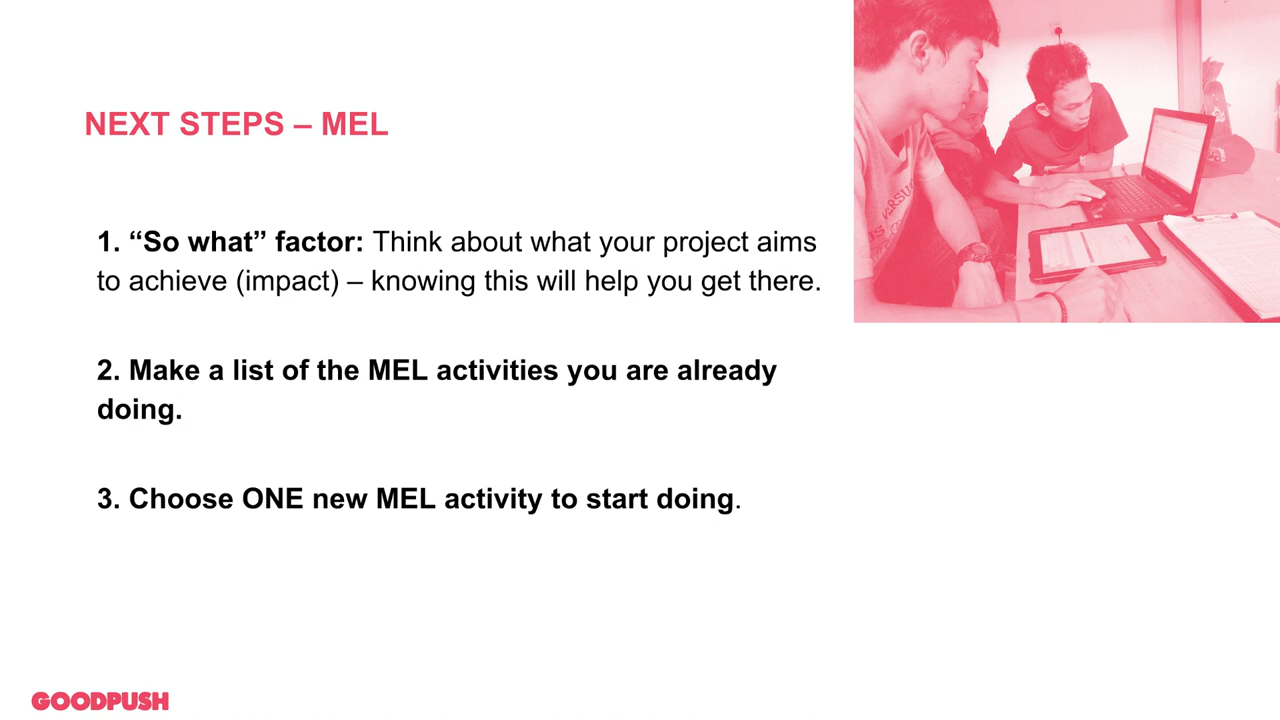 NEXT STEPS – MEL
1. “So what” factor: Think about what your project aims
to achieve (impact) – knowing this will help you get there.
2. Make a list of the MEL activities you are already
doing.
3. Choose ONE new MEL activity to start doing.
GOODPUSH